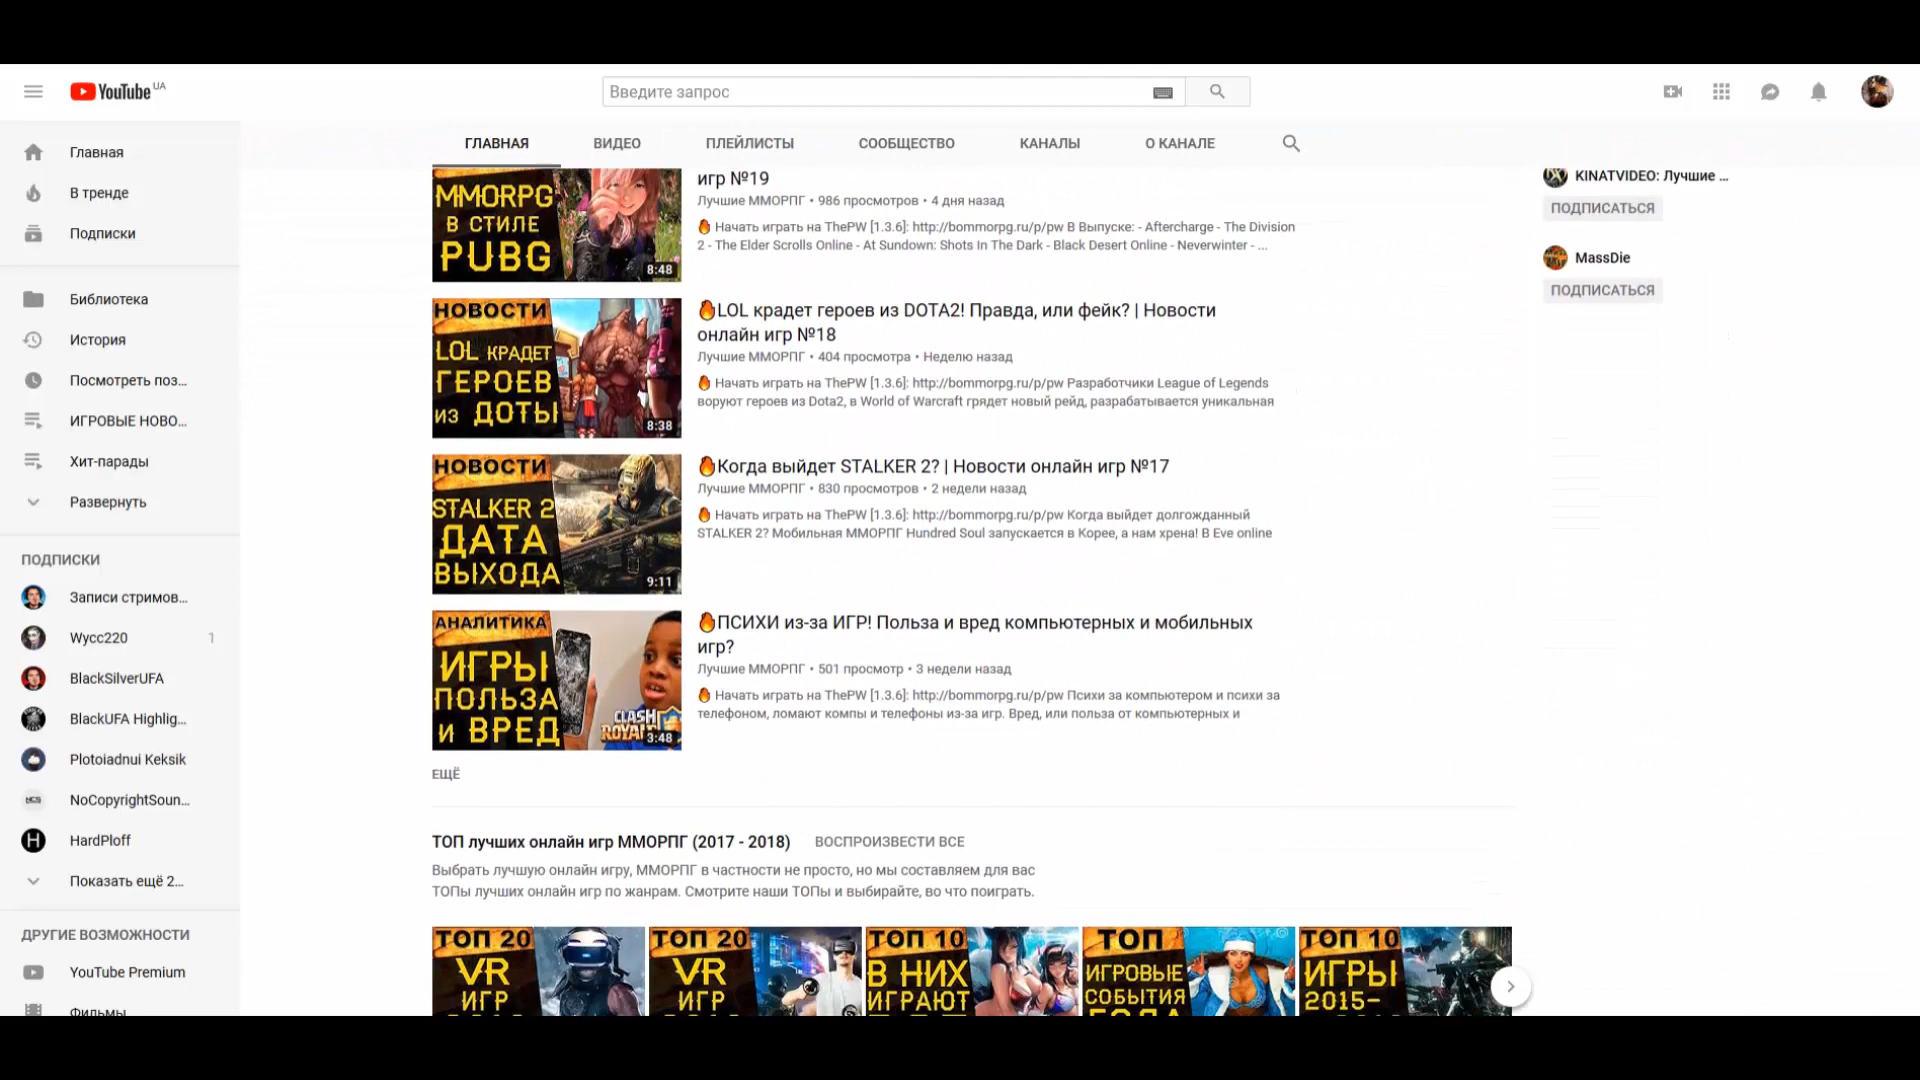 YouTube UA
Введите запрос
Главная
В тренде
Подписки
Библиотека
История
Посмотреть поз...
ИГРОВЫЕ НОВО...
Хит-парады
Развернуть
ПОДПИСКИ
Записи стримов...
Wycc220 1
BlackSilverUFA
BlackUFA Highlig...
Plotoiadnui Keksik
NoCopyrightSoun...
HardPloff
Показать ещё 2...
ДРУГИЕ ВОЗМОЖНОСТИ
YouTube Premium
Фильмы
ГЛАВНАЯ ВИДЕО ПЛЕЙЛИСТЫ СООБЩЕСТВО КАНАЛЫ О КАНАЛЕ
MMORPG
В СТИЛЕ
PUBG
8:48
игр №19
Лучшие ММОРПГ • 986 просмотров • 4 дня назад
Начать играть на ThePW [1.3.6]: http://bommorpg.ru/p/pw В Выпуске: - Aftercharge - The Division
2 - The Elder Scrolls Online - At Sundown: Shots In The Dark - Black Desert Online - Neverwinter - ...
НОВОСТИ
LOL КРАДЕТ
ГЕРОЕВ
ИЗ ДОТЫ
8:38
LOL крадет героев из DOTA2! Правда, или фейк? | Новости
онлайн игр №18
Лучшие ММОРПГ • 404 просмотра • Неделю назад
Начать играть на ThePW [1.3.6]: http://bommorpg.ru/p/pw Разработчики League of Legends
воруют героев из Dota2, в World of Warcraft грядет новый рейд, разрабатывается уникальная
НОВОСТИ
STALKER 2
ДАТА
ВЫХОДА
9:11
Когда выйдет STALKER 2? | Новости онлайн игр №17
Лучшие ММОРПГ • 830 просмотров • 2 недели назад
Начать играть на ThePW [1.3.6]: http://bommorpg.ru/p/pw Когда выйдет долгожданный
STALKER 2? Мобильная ММОРПГ Hundred Soul запускается в Корее, а нам хрена! В Eve online
АНАЛИТИКА
ИГРЫ
ПОЛЬЗА
И ВРЕД
CLASH
ROYALE
3:48
ПСИХИ из-за ИГР! Польза и вред компьютерных и мобильных
игр?
Лучшие ММОРПГ • 501 просмотр • 3 недели назад
Начать играть на ThePW [1.3.6]: http://bommorpg.ru/p/pw Психи за компьютером и психи за
телефоном, ломают компы и телефоны из-за игр. Вред, или польза от компьютерных и
ЕЩЁ
ТОП лучших онлайн игр ММОРПГ (2017 - 2018) ВОСПРОИЗВЕСТИ ВСЕ
Выбрать лучшую онлайн игру, ММОРПГ в частности не просто, но мы составляем для вас
ТОПы лучших онлайн игр по жанрам. Смотрите наши ТОПы и выбирайте, во что поиграть.
ТОП 20
VR
ИГР
ТОП 20
VR
ИГР
ТОП 10
В НИХ
ИГРАЮТ
ТОП
ИГРОВЫЕ
СОБЫТИЯ
ГОДА
ТОП 10
ИГРЫ
2015-
KINATVIDEO: Лучшие ...
ПОДПИСАТЬСЯ
MassDie
ПОДПИСАТЬСЯ